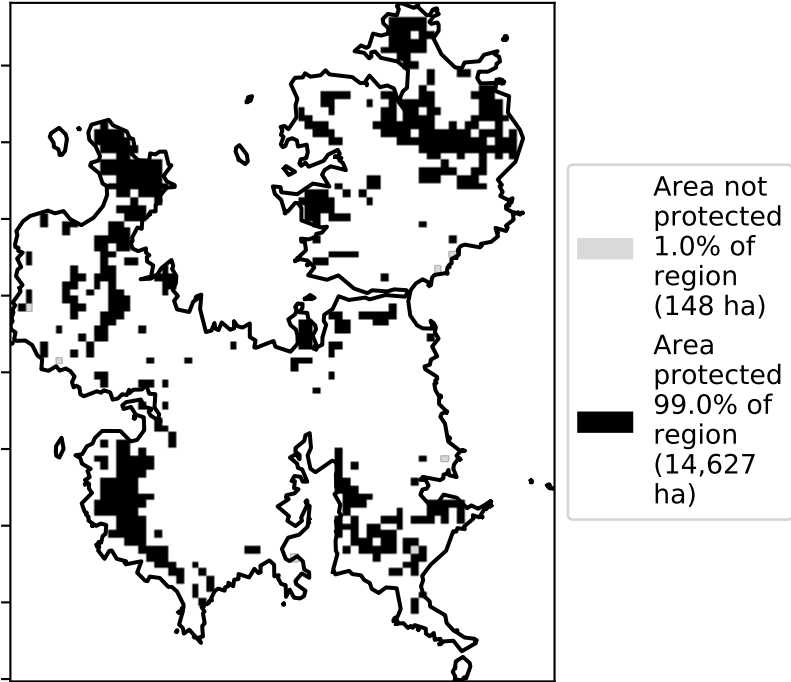 Area not
protected
1.0% of
region
(148 ha)
Area
protected
99.0% of
region
(14,627
ha)